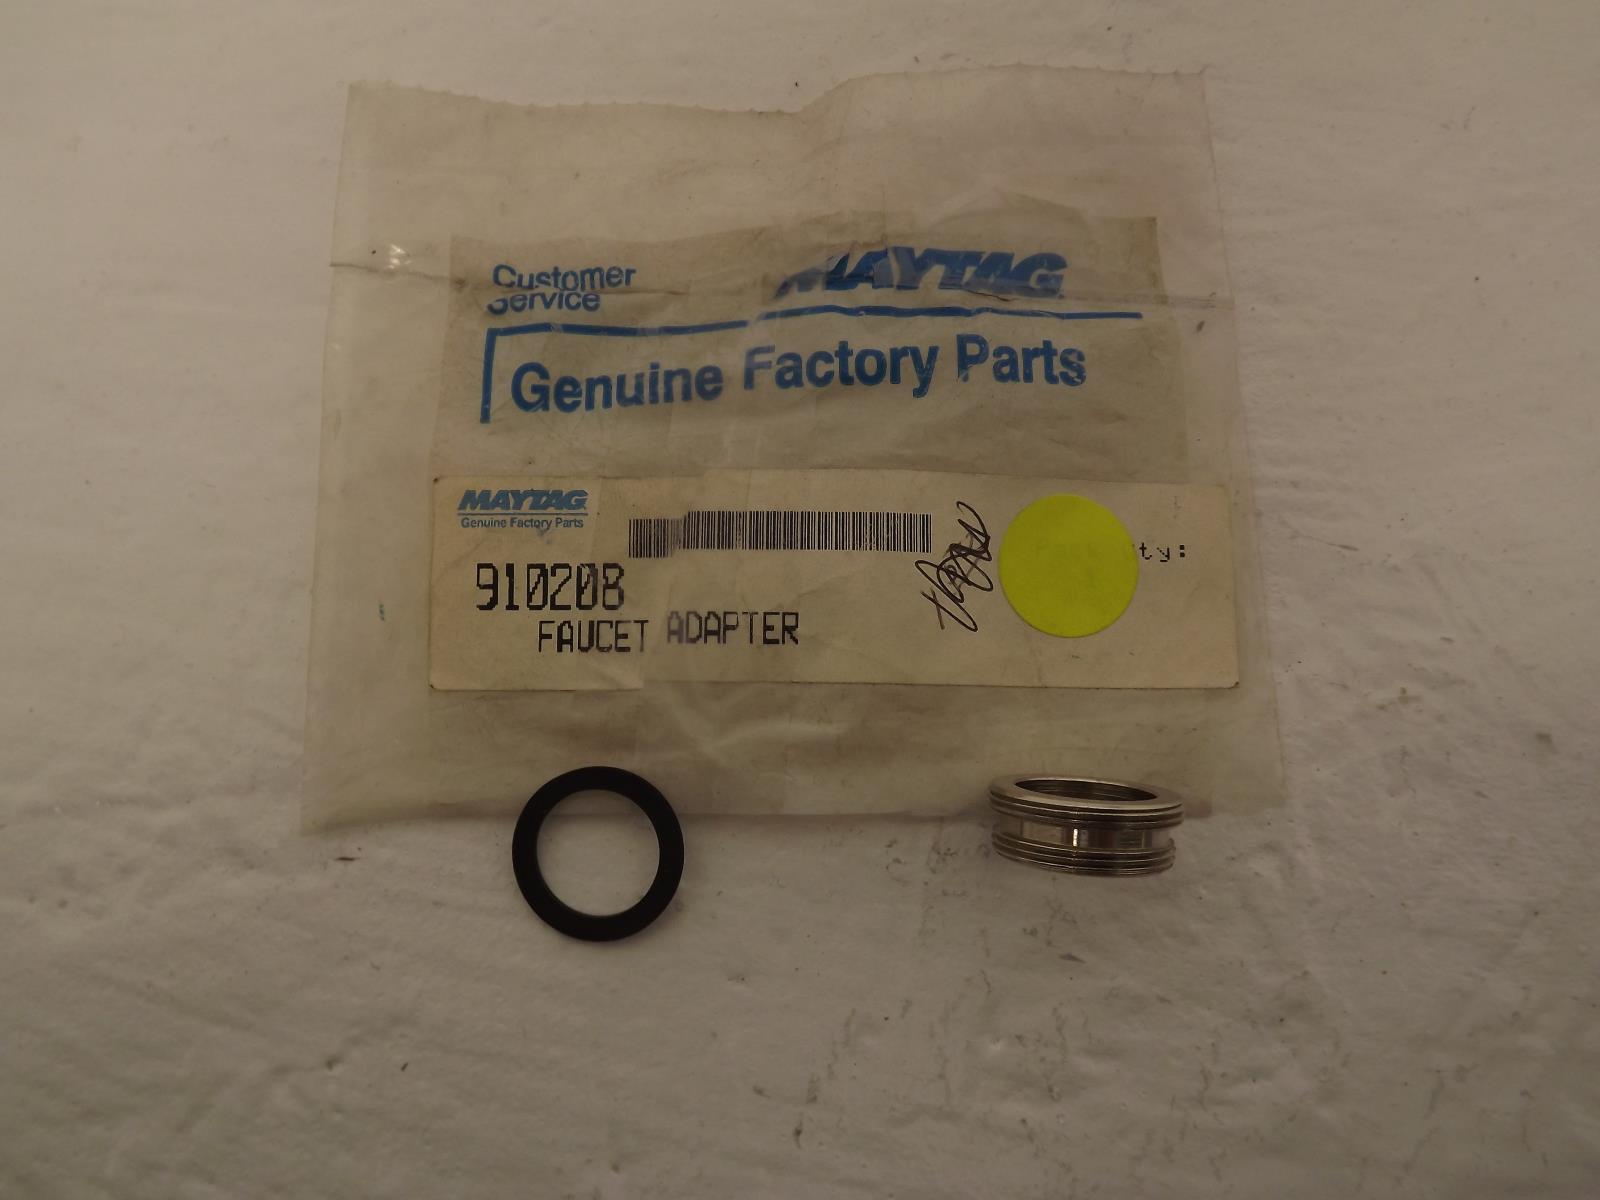 Customer
Service
MAYTAG
Genuine Factory Parts
MAYTAG
Genuine Factory Parts
910208
FAUCET ADAPTER